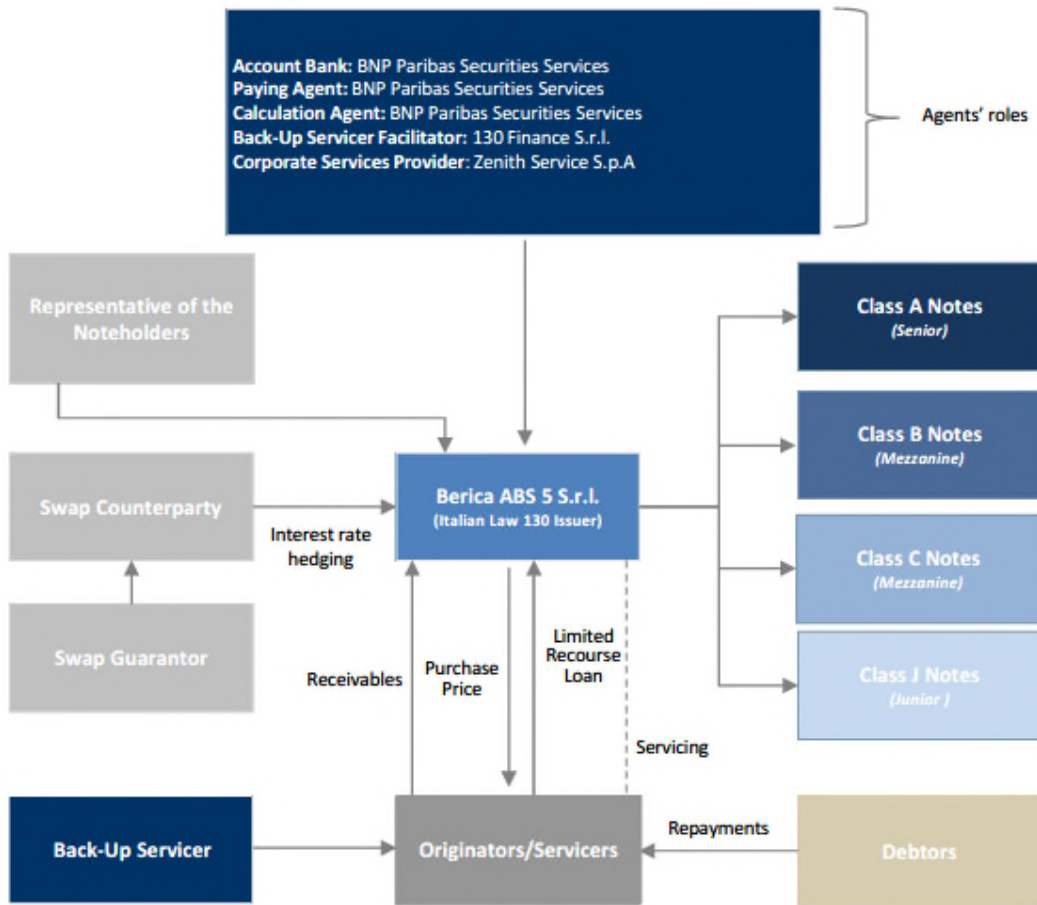 Account Bank: BNP Paribas Securities Services
Paying Agent: BNP Paribas Securities Services
Calculation Agent: BNP Paribas Securities Services
Back-Up Servicer Facilitator: 130 Finance S.r.l.
Corporate Services Provider: Zenith Service S.p.A
Agents' roles
Representative of the
Noteholders
Class A Notes
(Senior)
Class B Notes
(Mezzanine)
Swap Counterparty
Interest rate
hedging
Berica ABS 5 S.r.l.
(Italian Law 130 Issuer)
Class C Notes
(Mezzanine)
Swap Guarantor
Receivables
Purchase
Price
Limited
Recourse
Loan
Class J Notes
(Junior )
Servicing
Back-Up Servicer
Originators/Servicers
Repayments
Debtors